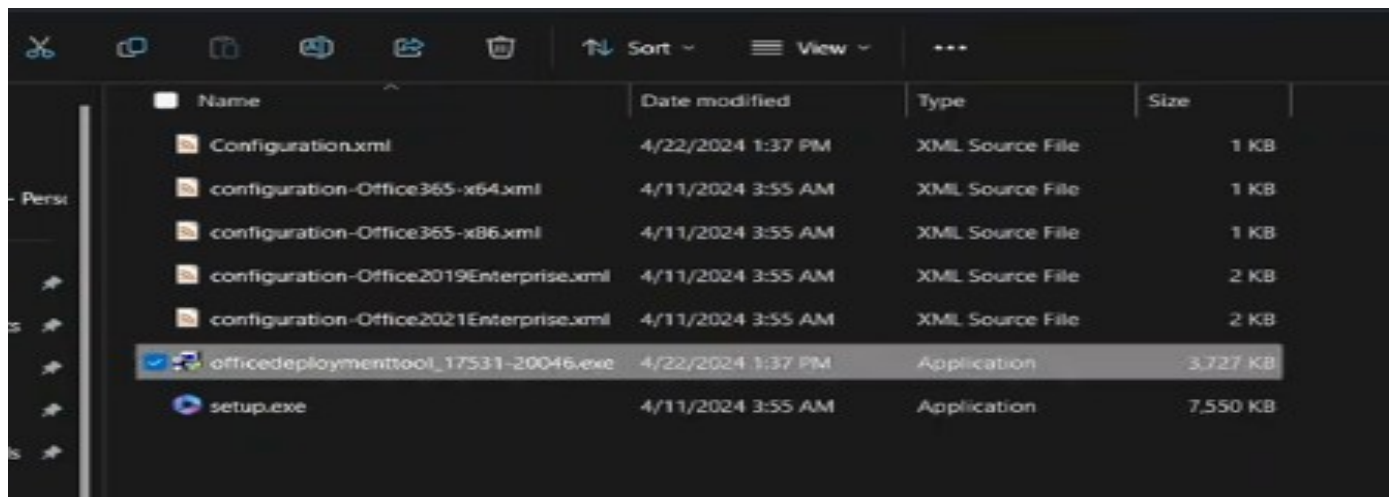 Sort View
Name Date modified Type Size
Configuration.xml 4/22/2024 1:37 PM XML Source File 1 KB
configuration-Office365-x64.xml 4/11/2024 3:55 AM XML Source File 1 KB
- Perso
configuration-Office365-x86.xml 4/11/2024 3:55 AM XML Source File 1 KB
configuration-Office2019Enterprise.xml 4/11/2024 3:55 AM XML Source File 2 KB
configuration-Office2021Enterprise.xml 4/11/2024 3:55 AM XML Source File 2 KB
officedeploymenttool_17531-20046.exe 4/22/2024 1:37 PM Application 3,727 KB
setup.exe 4/11/2024 3:55 AM Application 7,550 KB